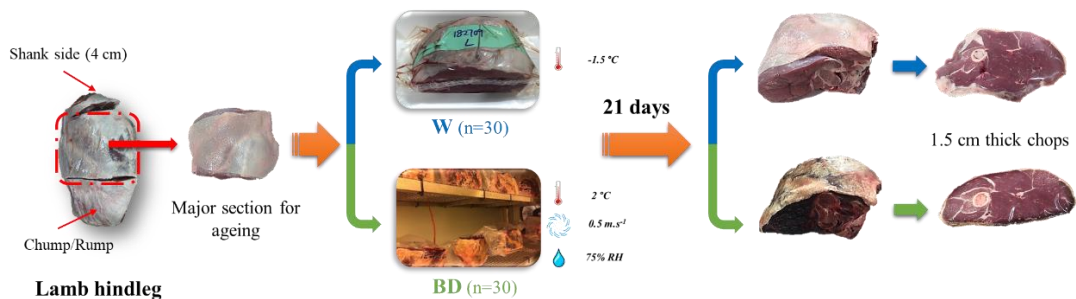 Shank side (4 cm)
Chump/Rump
Lamb hindleg
Major section for
ageing
L
W (n=30)
-1.5 °C
BD (n=30)
2 °C
0.5 m.s⁻¹
75% RH
21 days
1.5 cm thick chops